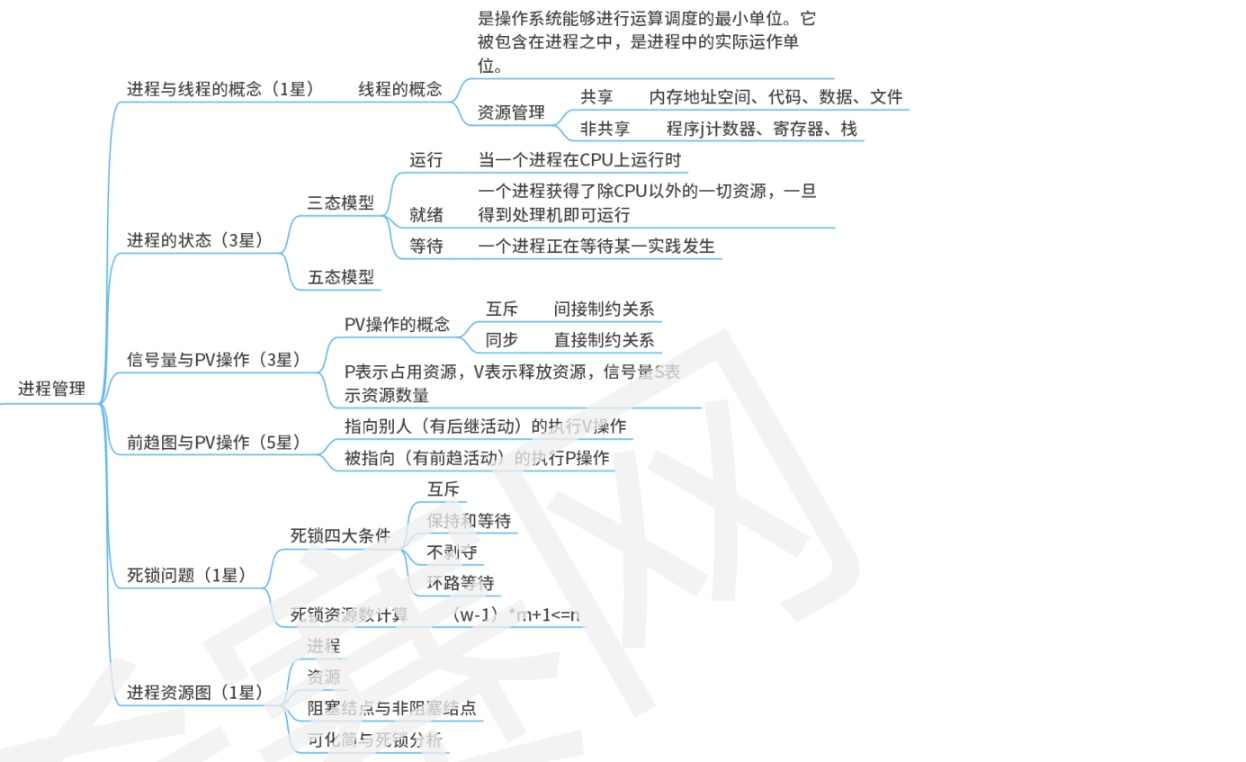 是操作系统能够进行运算调度的最小单位。它
被包含在进程之中，是进程中的实际运作单
位。
进程与线程的概念（1星） 线程的概念
资源管理
共享 内存地址空间、代码、数据、文件
非共享 程序j计数器、寄存器、栈
运行 当一个进程在CPU上运行时
三态模型
一个进程获得了除CPU以外的一切资源，一旦
就绪 得到处理机即可运行
进程的状态（3星）
等待 一个进程正在等待某一实践发生
五态模型
互斥 间接制约关系
PV操作的概念
同步 直接制约关系
信号量与PV操作（3星）
P表示占用资源，V表示释放资源，信号量S表
示资源数量
进程管理
指向别人（有后继活动）的执行V操作
前趋图与PV操作（5星）
被指向（有前趋活动）的执行P操作
互斥
保持和等待
死锁四大条件
不剥夺
环路等待
死锁问题（1星）
死锁资源数计算 （w-1）*m+1<=n
进程
资源
进程资源图（1星）
阻塞结点与非阻塞结点
可化简与死锁分析
赛网